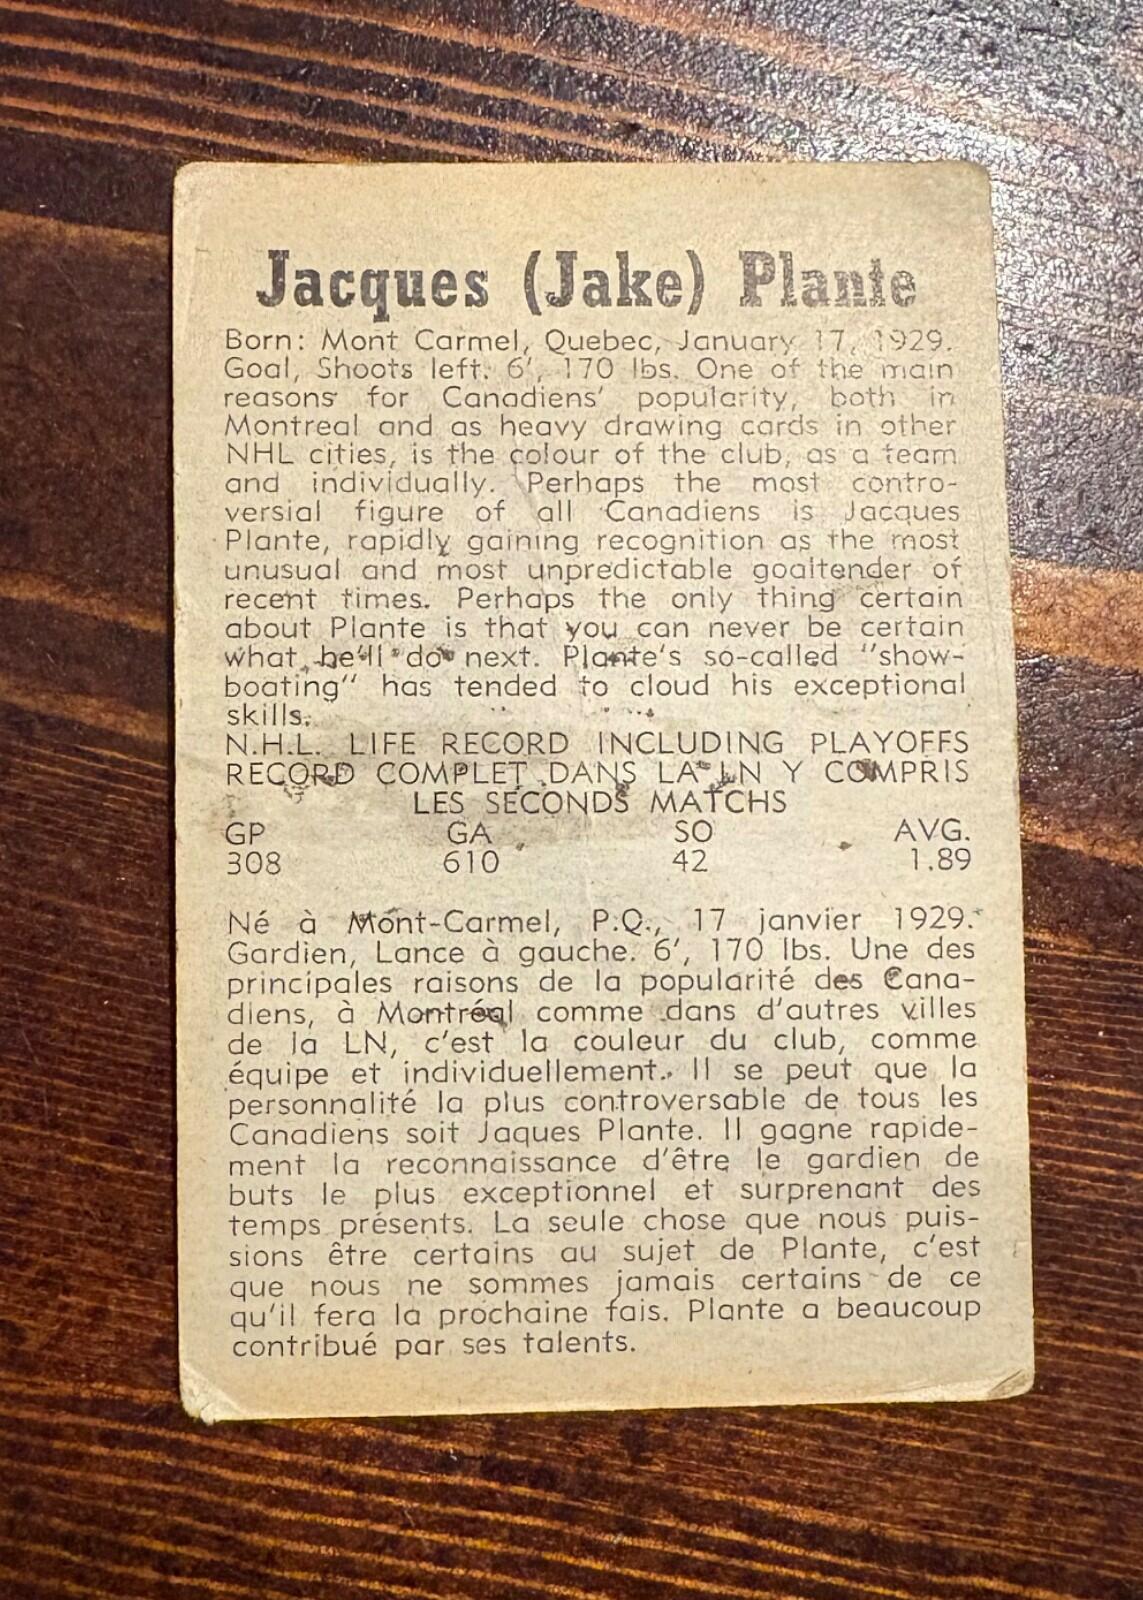 Jacques (Jake) Plante
Born: Mont Carmel, Quebec, January 17, 1929.
Goal, Shoots left. 6', 170 lbs. One of the main
reasons for Canadiens' popularity, both in
Montreal and as heavy drawing cards in other
NHL cities, is the colour of the club, as a team
and individually. Perhaps the most contro-
versial figure of all Canadiens is Jacques
Plante, rapidly gaining recognition as the most
unusual and most unpredictable goaltender of
recent times. Perhaps the only thing certain
about Plante is that you can never be certain
what he'll do next. Plante's so-called "show-
boating" has tended to cloud his exceptional
skills.
N.H.L. LIFE RECORD INCLUDING PLAYOFFS
RECORD COMPLET DANS LA LN Y COMPRIS
LES SECONDS MATCHS
GP GA SO AVG.
308 610 42 1.89
Né à Mont-Carmel, P.Q., 17 janvier 1929.
Gardien, Lance à gauche. 6', 170 lbs. Une des
principales raisons de la popularité des Cana-
diens, à Montréal comme dans d'autres villes
de la LN, c'est la couleur du club, comme
équipe et individuellement. Il se peut que la
personnalité la plus controversable de tous les
Canadiens soit Jaques Plante. Il gagne rapide-
ment la reconnaissance d'être le gardien de
buts le plus exceptionnel et surprenant des
temps présents. La seule chose que nous puis-
sions être certains au sujet de Plante, c'est
que nous ne sommes jamais certains de ce
qu'il fera la prochaine fais. Plante a beaucoup
contribué par ses talents.